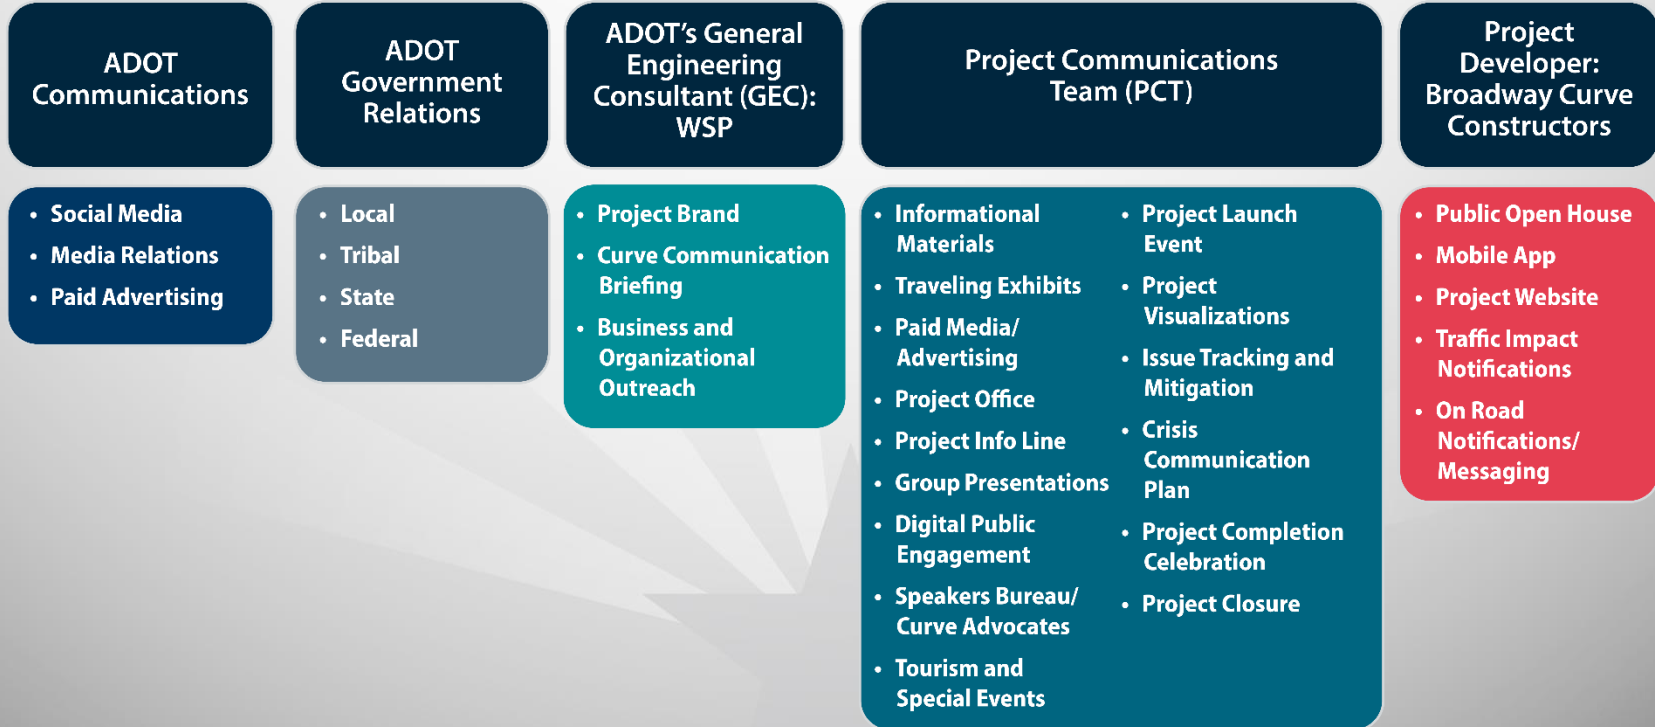 ADOT
Communications
• Social Media
• Media Relations
• Paid Advertising
ADOT
Government
Relations
• Local
• Tribal
• State
• Federal
ADOT's General
Engineering
Consultant (GEC):
WSP
• Project Brand
• Curve Communication
Briefing
• Business and
Organizational
Outreach
Project Communications
Team (PCT)
• Informational
Materials
• Traveling Exhibits
• Paid Media/
Advertising
• Project Office
• Project Info Line
• Group Presentations
• Digital Public
Engagement
• Speakers Bureau/
Curve Advocates
• Tourism and
Special Events
• Project Launch
Event
• Project
Visualizations
• Issue Tracking and
Mitigation
• Crisis
Communication
Plan
• Project Completion
Celebration
• Project Closure
Project
Developer:
Broadway Curve
Constructors
• Public Open House
• Mobile App
• Project Website
• Traffic Impact
Notifications
• On Road
Notifications/
Messaging